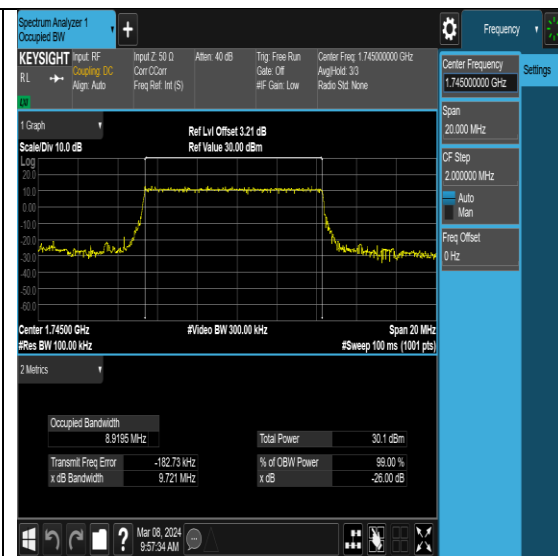 Spectrum Analyzer 1
Occupied BW
+
Frequency
KEYSIGHT
RL
LXI
Input: RF
Coupling: DC
Align: Auto
Input Z: 50 Ω
Corr CCorr
Freq Ref: Int (S)
Atten: 40 dB
Trig: Free Run
Gate: Off
#IF Gain: Low
Center Freq: 1.745000000 GHz
Avg|Hold: 3/3
Radio Std: None
Center Frequency
1.745000000 GHz
Settings
Span
20.000 MHz
CF Step
2.000000 MHz
Auto
Man
Freq Offset
0 Hz
1 Graph
Scale/Div 10.0 dB
Ref Lvl Offset 3.21 dB
Ref Value 30.00 dBm
Log
20.0
10.0
0.00
-10.0
-20.0
-30.0
-40.0
-50.0
-60.0
Center 1.74500 GHz
#Video BW 300.00 kHz
Span 20 MHz
#Res BW 100.00 kHz
#Sweep 100 ms (1001 pts)
2 Metrics
Occupied Bandwidth
8.9195 MHz
Total Power 30.1 dBm
Transmit Freq Error -182.73 kHz
% of OBW Power 99.00 %
x dB Bandwidth 9.721 MHz
x dB -26.00 dB
?
Mar 08, 2024
9:57:34 AM